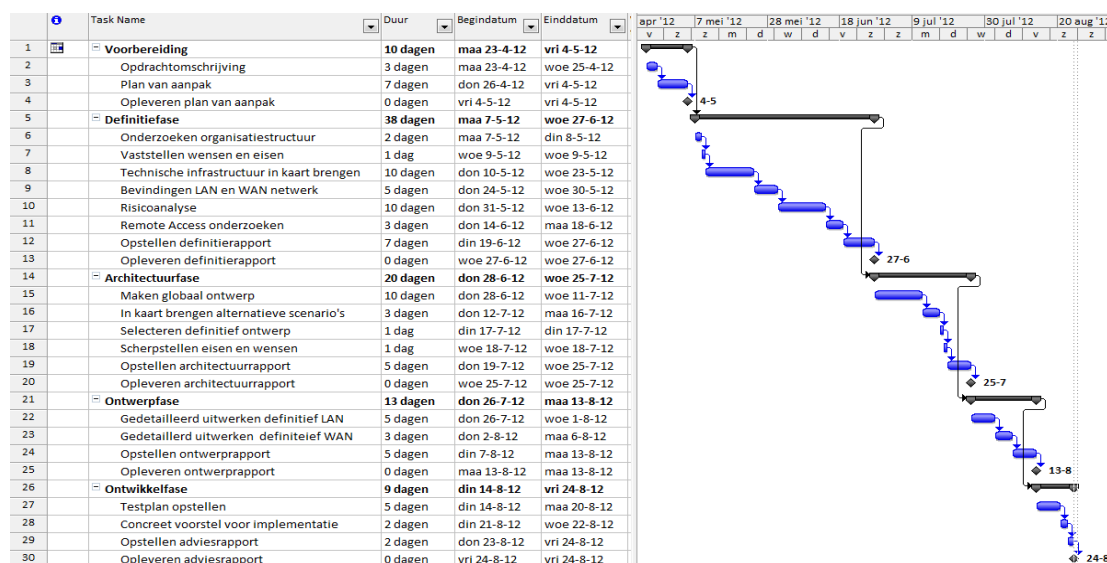 Task Name Duur Begindatum Einddatum apr '12 7 mei '12 28 mei '12 18 jun '12 9 jul '12 30 jul '12 20 aug '12
v z z m d w d v z z m d w d v z z
1 Voorbereiding 10 dagen maa 23-4-12 vri 4-5-12
2 Opdrachtomschrijving 3 dagen maa 23-4-12 woe 25-4-12
3 Plan van aanpak 7 dagen don 26-4-12 vri 4-5-12
4 Opleveren plan van aanpak 0 dagen vri 4-5-12 vri 4-5-12 4-5
5 Definitiefase 38 dagen maa 7-5-12 woe 27-6-12
6 Onderzoeken organisatiestructuur 2 dagen maa 7-5-12 din 8-5-12
7 Vaststellen wensen en eisen 1 dag woe 9-5-12 woe 9-5-12
8 Technische infrastructuur in kaart brengen 10 dagen don 10-5-12 woe 23-5-12
9 Bevindingen LAN en WAN netwerk 5 dagen don 24-5-12 woe 30-5-12
10 Risicoanalyse 10 dagen don 31-5-12 woe 13-6-12
11 Remote Access onderzoeken 3 dagen don 14-6-12 maa 18-6-12
12 Opstellen definitierapport 7 dagen din 19-6-12 woe 27-6-12
13 Opleveren definitierapport 0 dagen woe 27-6-12 woe 27-6-12 27-6
14 Architectuurfase 20 dagen don 28-6-12 woe 25-7-12
15 Maken globaal ontwerp 10 dagen don 28-6-12 woe 11-7-12
16 In kaart brengen alternatieve scenario's 3 dagen don 12-7-12 maa 16-7-12
17 Selecteren definitief ontwerp 1 dag din 17-7-12 din 17-7-12
18 Scherpstellen eisen en wensen 1 dag woe 18-7-12 woe 18-7-12
19 Opstellen architectuurrapport 5 dagen don 19-7-12 woe 25-7-12
20 Opleveren architectuurrapport 0 dagen woe 25-7-12 woe 25-7-12 25-7
21 Ontwerpfase 13 dagen don 26-7-12 maa 13-8-12
22 Gedetailleerd uitwerken definitief LAN 5 dagen don 26-7-12 woe 1-8-12
23 Gedetaillerd uitwerken definiteief WAN 3 dagen don 2-8-12 maa 6-8-12
24 Opstellen ontwerprapport 5 dagen din 7-8-12 maa 13-8-12
25 Opleveren ontwerprapport 0 dagen maa 13-8-12 maa 13-8-12 13-8
26 Ontwikkelfase 9 dagen din 14-8-12 vri 24-8-12
27 Testplan opstellen 5 dagen din 14-8-12 maa 20-8-12
28 Concreet voorstel voor implementatie 2 dagen din 21-8-12 woe 22-8-12
29 Opstellen adviesrapport 2 dagen don 23-8-12 vri 24-8-12
30 Opleveren adviesrapport 0 dagen vri 24-8-12 vri 24-8-12 24-8